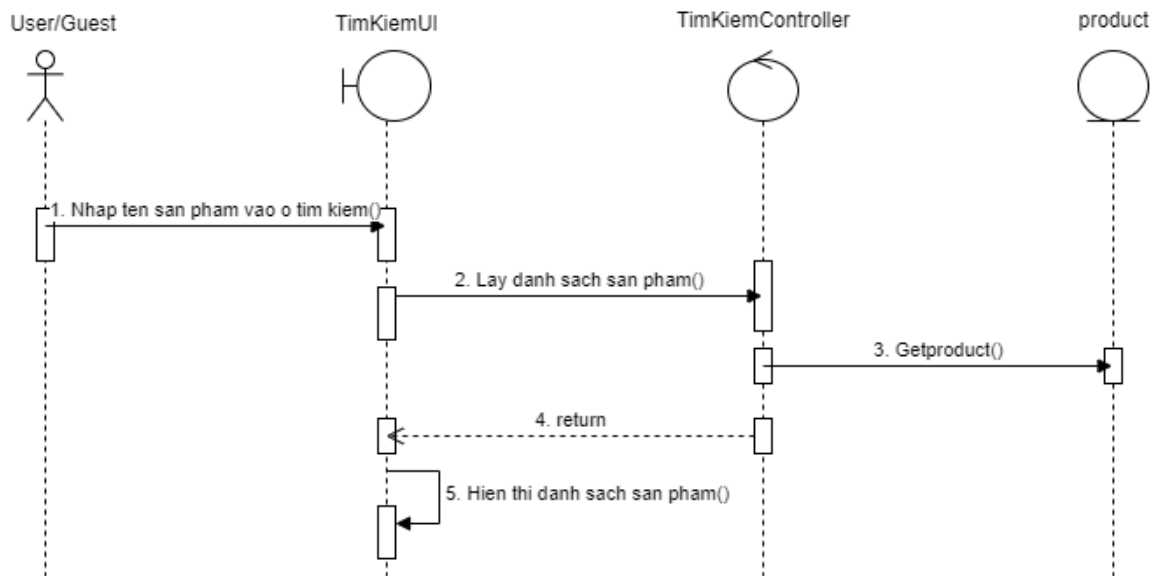 User/Guest
TimKiemUI
TimKiemController
product
1. Nhap ten san pham vao o tim kiem()
2. Lay danh sach san pham()
3. Getproduct()
4. return
5. Hien thi danh sach san pham()